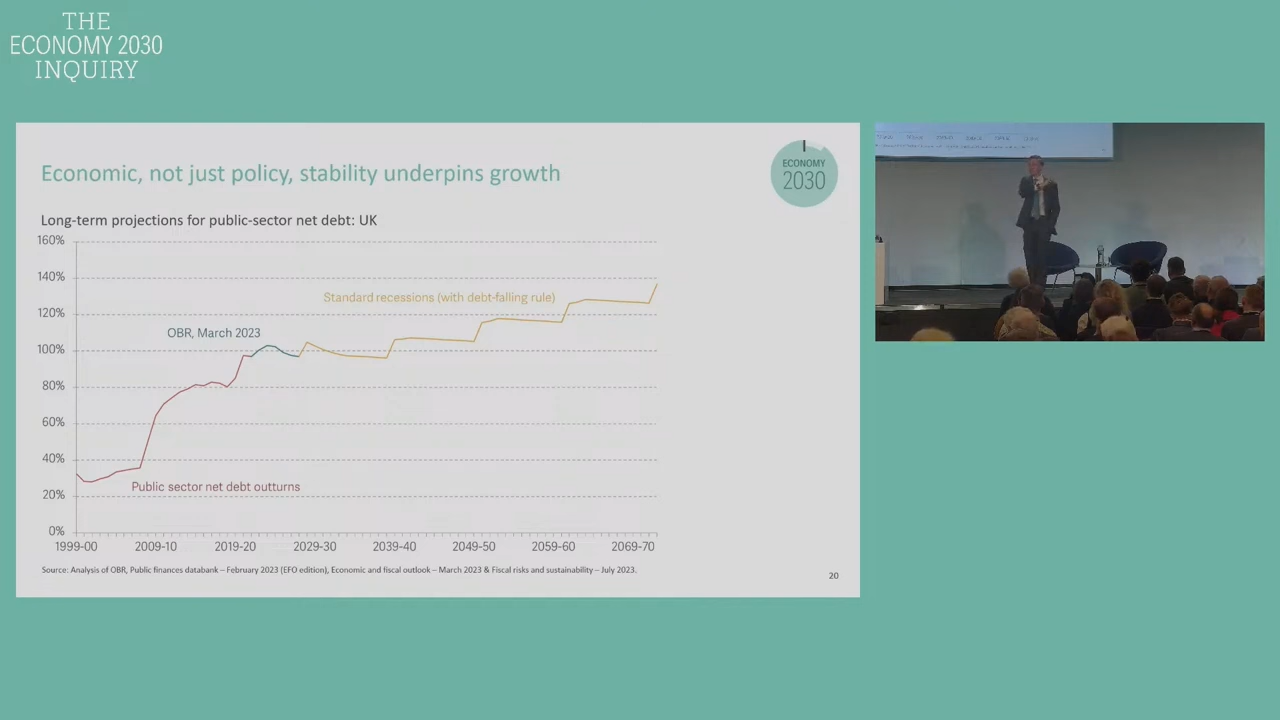 THE
ECONOMY 2030
INQUIRY
Economic, not just policy, stability underpins growth
ECONOMY
2030
Long-term projections for public-sector net debt: UK
160%
140%
120%
100%
80%
60%
40%
20%
0%
Standard recessions (with debt-falling rule)
OBR, March 2023
Public sector net debt outturns
1999-00 2009-10 2019-20 2029-30 2039-40 2049-50 2059-60 2069-70
Source: Analysis of OBR, Public finances databank – February 2023 (EFO edition), Economic and fiscal outlook – March 2023 & Fiscal risks and sustainability – July 2023.
20